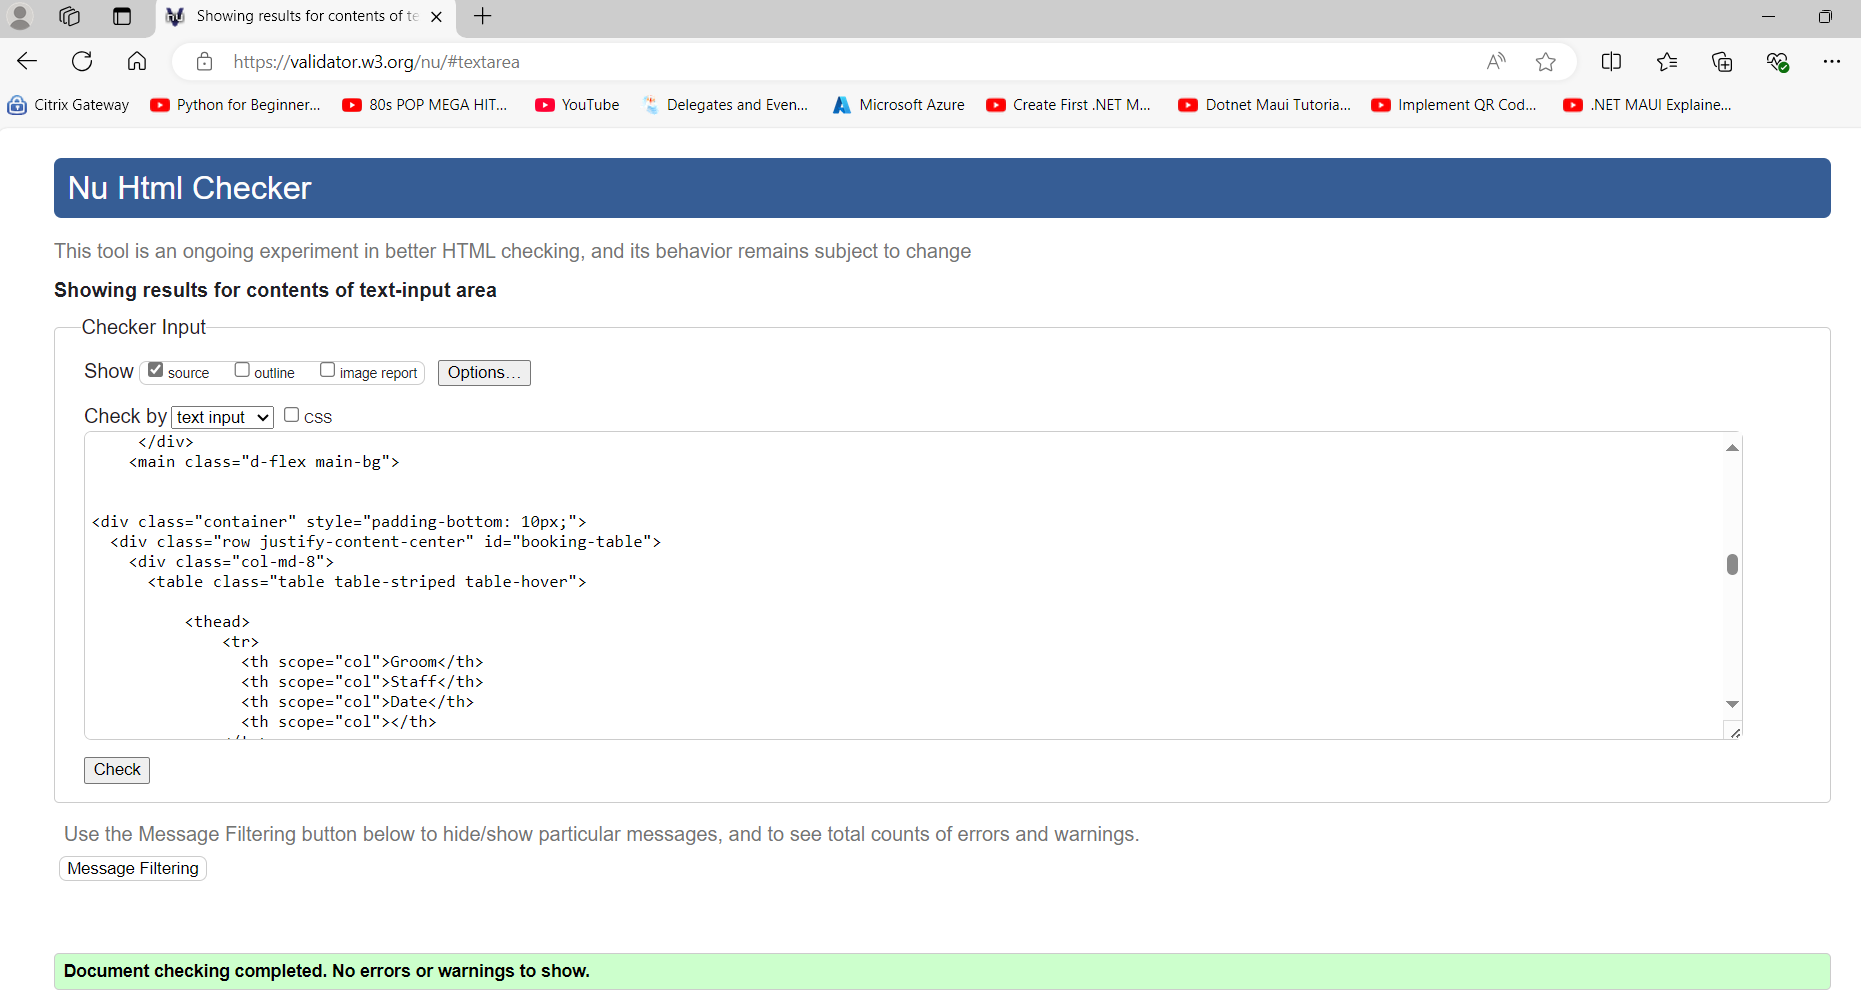 Showing results for contents of te
https://validator.w3.org/nu/#textarea
Citrix Gateway Python for Beginner... 80s POP MEGA HIT... YouTube Delegates and Even... Microsoft Azure Create First .NET M... Dotnet Maui Tutoria... Implement QR Cod... .NET MAUI Explaine...
Nu Html Checker
This tool is an ongoing experiment in better HTML checking, and its behavior remains subject to change
Showing results for contents of text-input area
Checker Input
Show source outline image report Options...
Check by text input CSS
</div>
<main class="d-flex main-bg">
<div class="container" style="padding-bottom: 10px;">
<div class="row justify-content-center" id="booking-table">
<div class="col-md-8">
<table class="table table-striped table-hover">
<thead>
<tr>
<th scope="col">Groom</th>
<th scope="col">Staff</th>
<th scope="col">Date</th>
<th scope="col"></th>
Check
Use the Message Filtering button below to hide/show particular messages, and to see total counts of errors and warnings.
Message Filtering
Document checking completed. No errors or warnings to show.